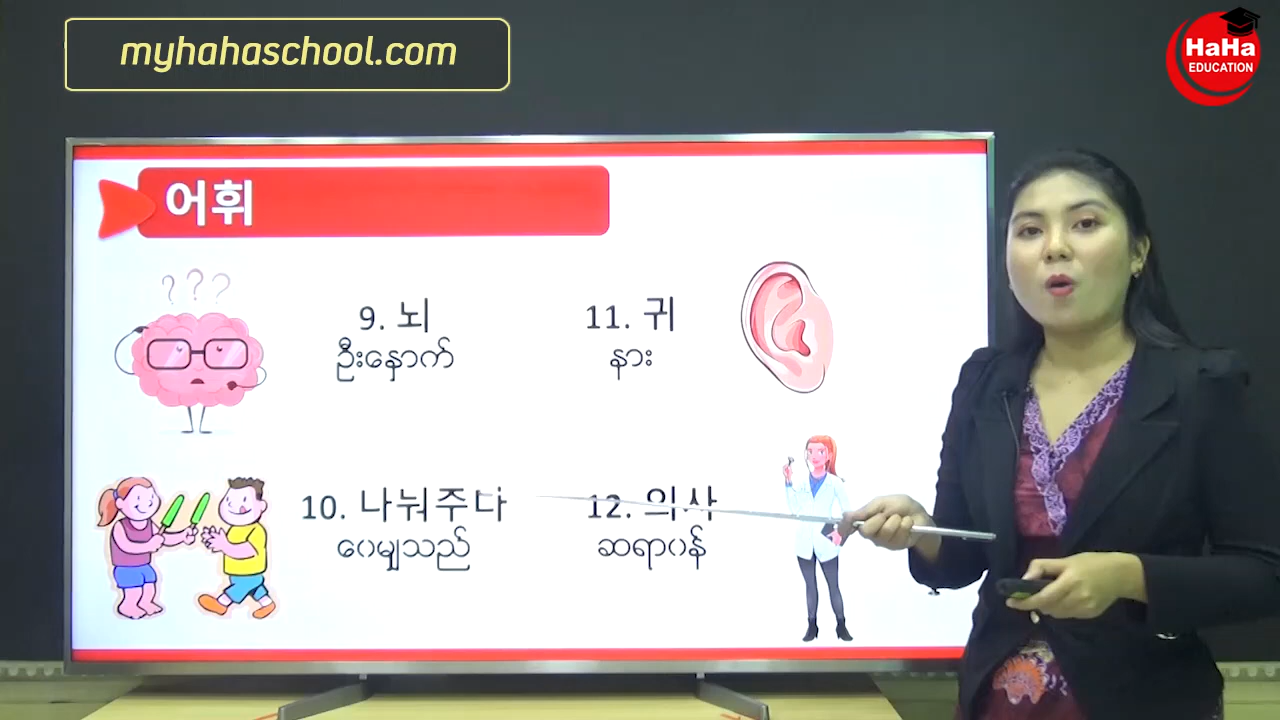 myhahaschool.com
HaHa
EDUCATION
어휘
? ? ?
9. 뇌
ဦးနှောက်
11. 귀
နား
10. 나눠주다
ဝေမျှသည်
12. 의사
ဆရာဝန်